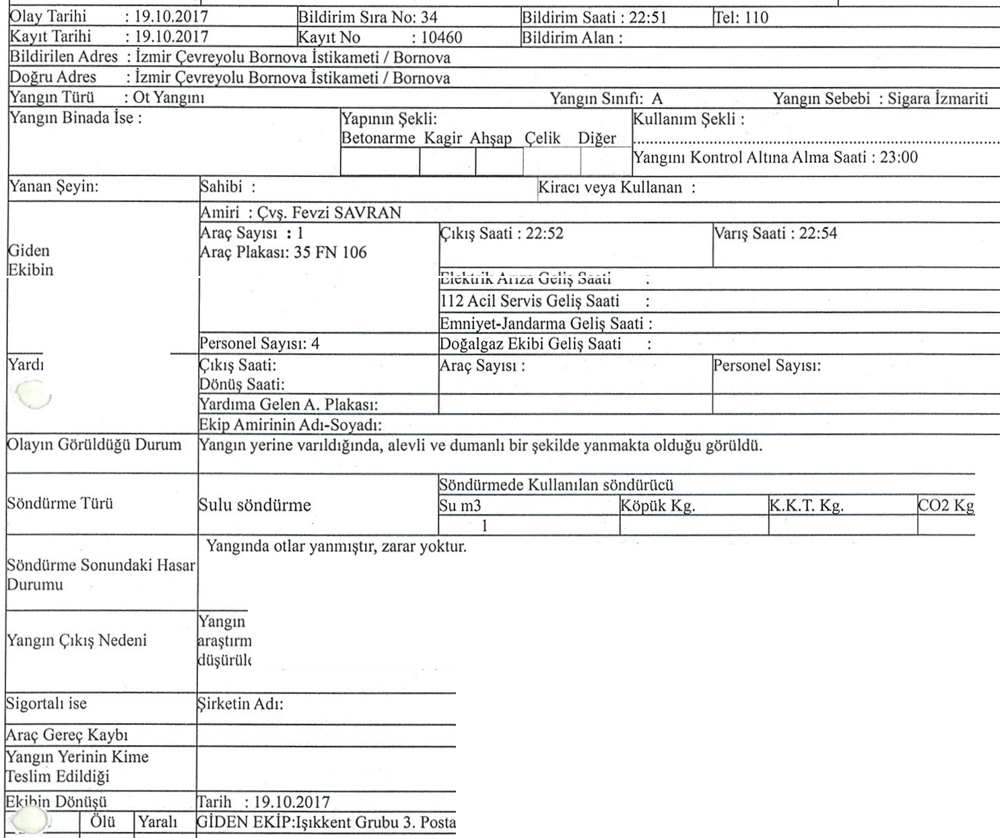 Olay Tarihi : 19.10.2017 Bildirim Sıra No: 34 Bildirim Saati : 22:51 Tel: 110
Kayıt Tarihi : 19.10.2017 Kayıt No : 10460 Bildirim Alan :
Bildirilen Adres : İzmir Çevreyolu Bornova İstikameti / Bornova
Doğru Adres : İzmir Çevreyolu Bornova İstikameti / Bornova
Yangın Türü : Ot Yangını Yangın Sınıfı: A Yangın Sebebi : Sigara İzmariti
Yangın Binada İse : Yapının Şekli: Kullanım Şekli :
Betonarme Kagir Ahşap Çelik Diğer
Yangını Kontrol Altına Alma Saati : 23:00
Yanan Şeyin: Sahibi : Kiracı veya Kullanan :
Amiri : Çvş. Fevzi SAVRAN
Araç Sayısı : 1 Çıkış Saati : 22:52 Varış Saati : 22:54
Giden Araç Plakası: 35 FN 106
Ekibin
Elektrik Arıza Geliş Saati :
112 Acil Servis Geliş Saati :
Emniyet-Jandarma Geliş Saati :
Personel Sayısı: 4 Doğalgaz Ekibi Geliş Saati :
Yardı Çıkış Saati: Araç Sayısı : Personel Sayısı:
Dönüş Saati:
Yardıma Gelen A. Plakası:
Ekip Amirinin Adı-Soyadı:
Olayın Görüldüğü Durum Yangın yerine varıldığında, alevli ve dumanlı bir şekilde yanmakta olduğu görüldü.
Söndürmede Kullanılan söndürücü
Söndürme Türü Sulu söndürme Su m3 Köpük Kg. K.K.T. Kg. CO2 Kg
1
Yangında otlar yanmıştır, zarar yoktur.
Söndürme Sonundaki Hasar
Durumu
Yangın
Yangın Çıkış Nedeni araştırm
düşürüle
Sigortalı ise Şirketin Adı:
Araç Gereç Kaybı
Yangın Yerinin Kime
Teslim Edildiği
Ekibin Dönüşü Tarih : 19.10.2017
Ölü Yaralı GİDEN EKİP:Işıkkent Grubu 3. Posta